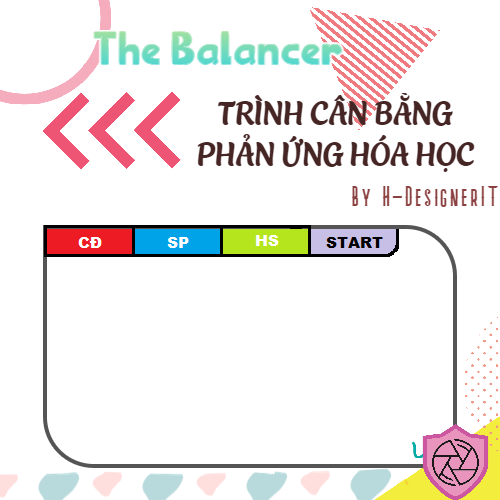 The Balancer
TRÌNH CÂN BẰNG
PHẢN ỨNG HÓA HỌC
By H-DesignerIT
CĐ SP HS START